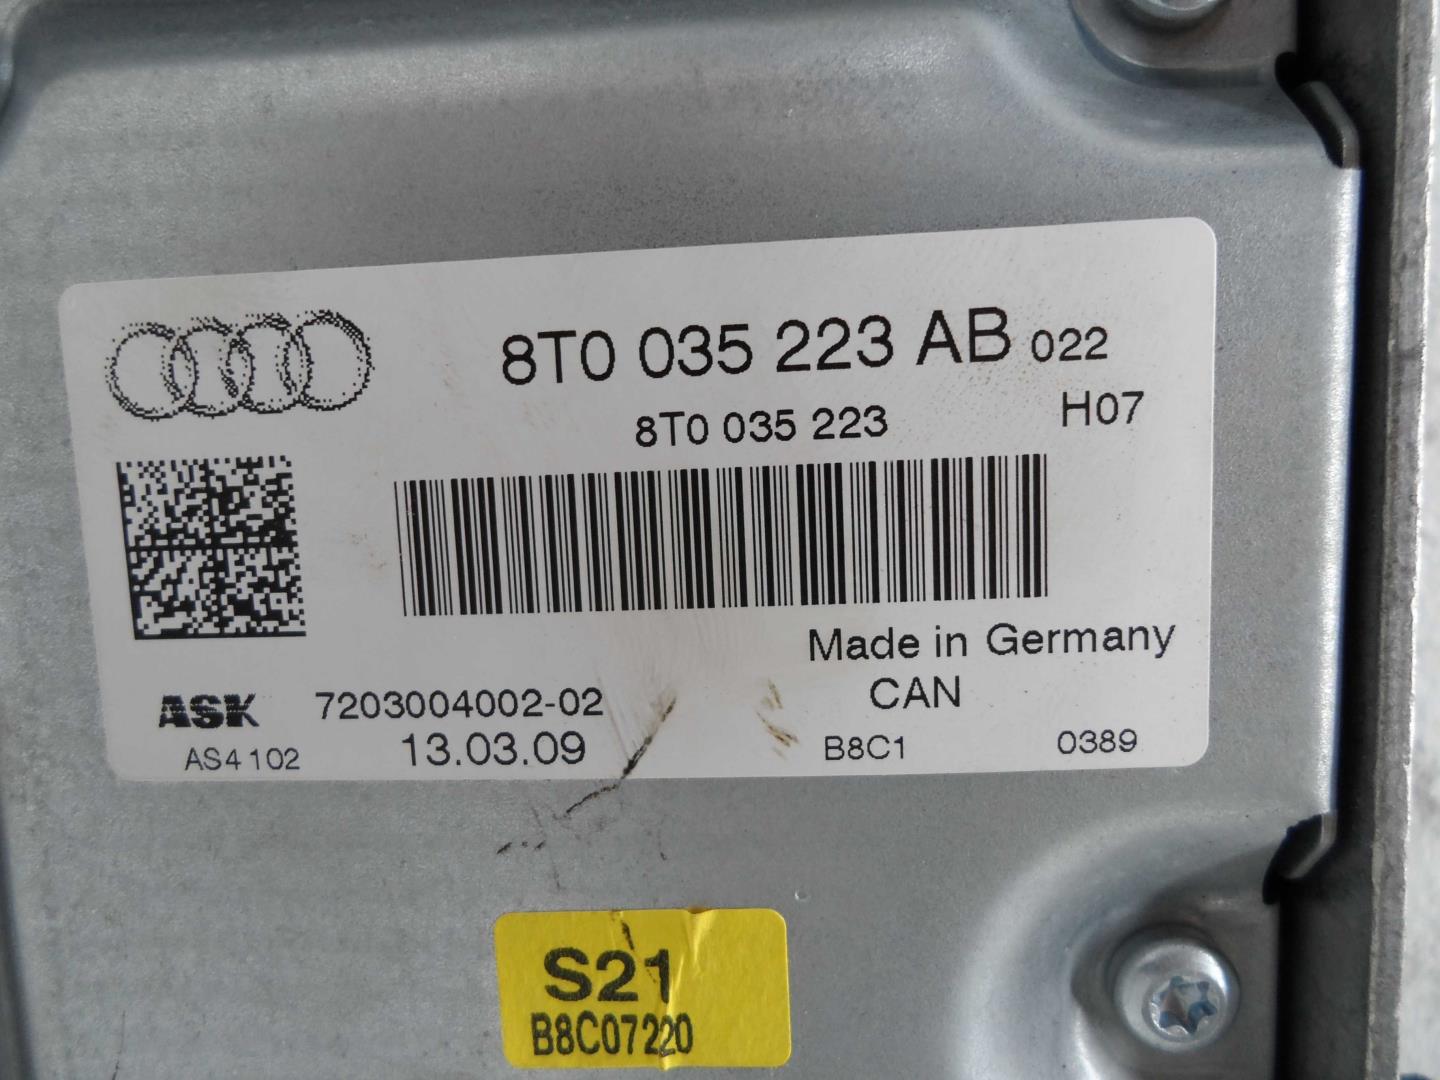 8T0 035 223 AB 022
8T0 035 223
H07
Made in Germany
ASK 7203004002-02
CAN
AS4102 13.03.09
B8C1 0389
S21
B8C07220